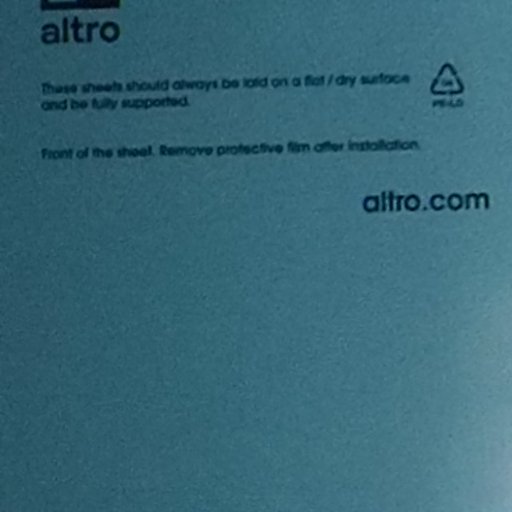 altro
These sheets should always be laid on a flat / dry surface
and be fully supported.
PE-LD
Front of the sheet. Remove protective film after installation.
altro.com